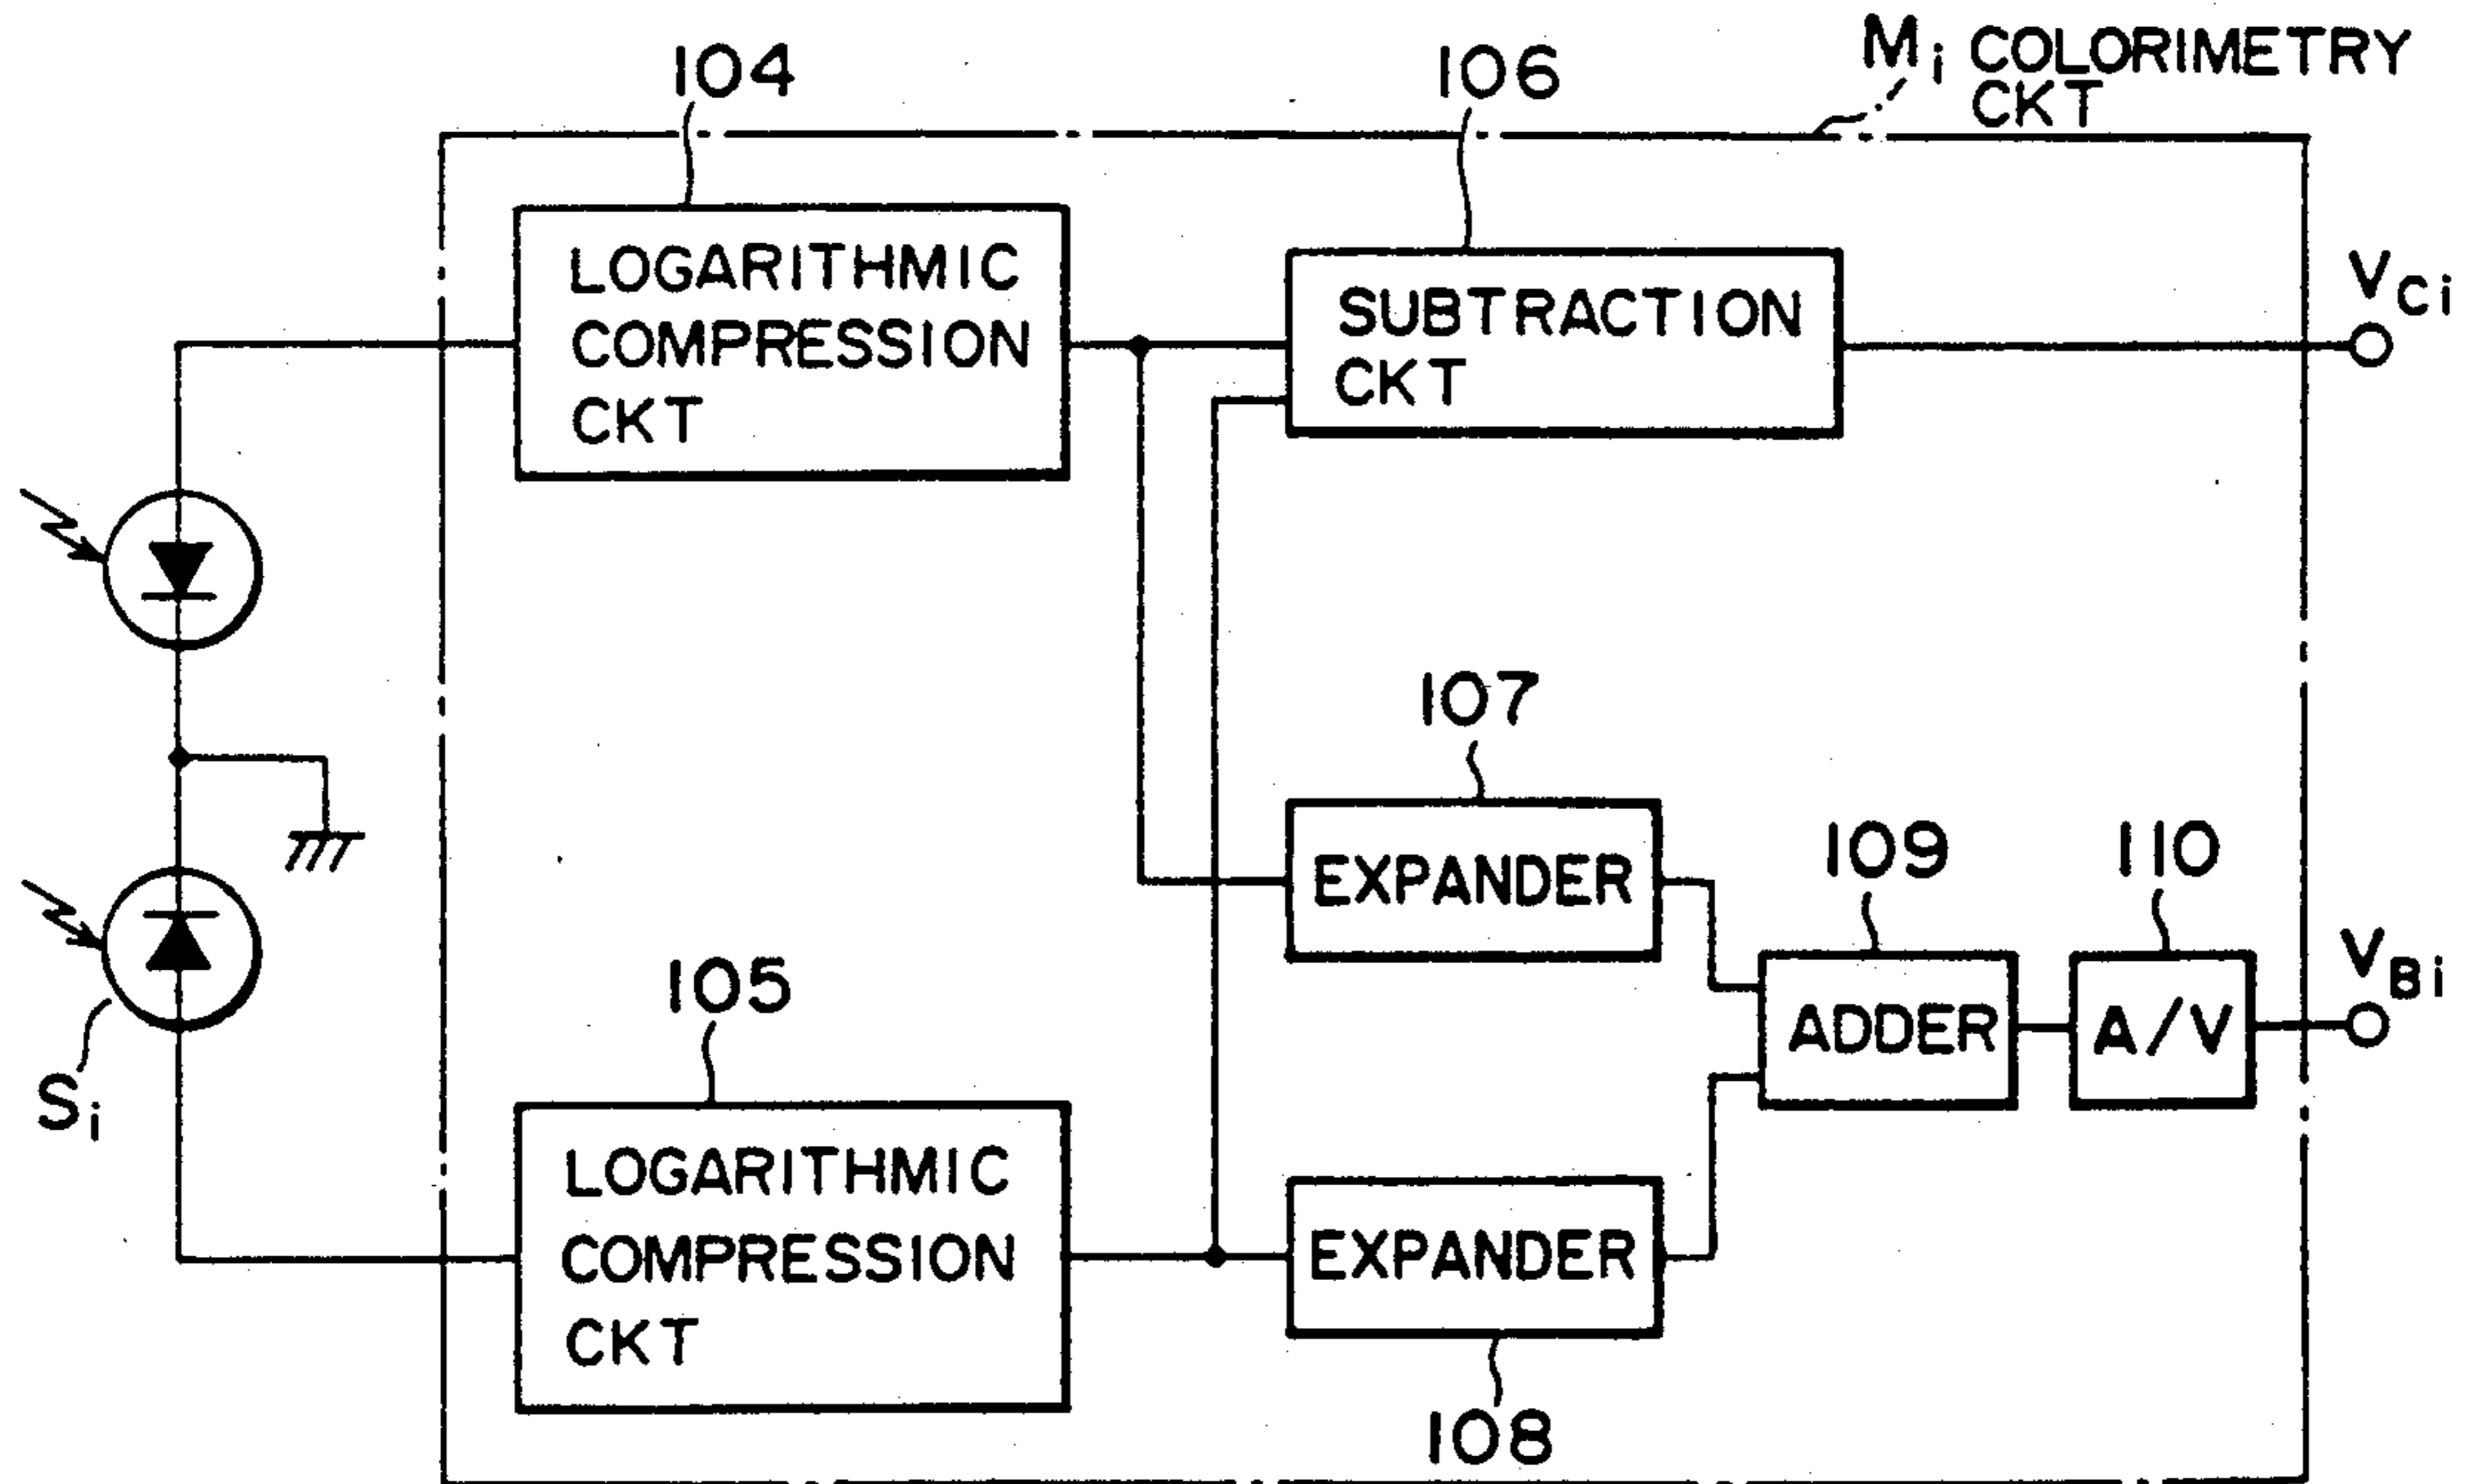 104
106
Mi COLORIMETRY
CKT
LOGARITHMIC
COMPRESSION
CKT
SUBTRACTION
CKT
VCi
107
EXPANDER
109
110
ADDER
A/V
VBi
Si
105
LOGARITHMIC
COMPRESSION
CKT
EXPANDER
108